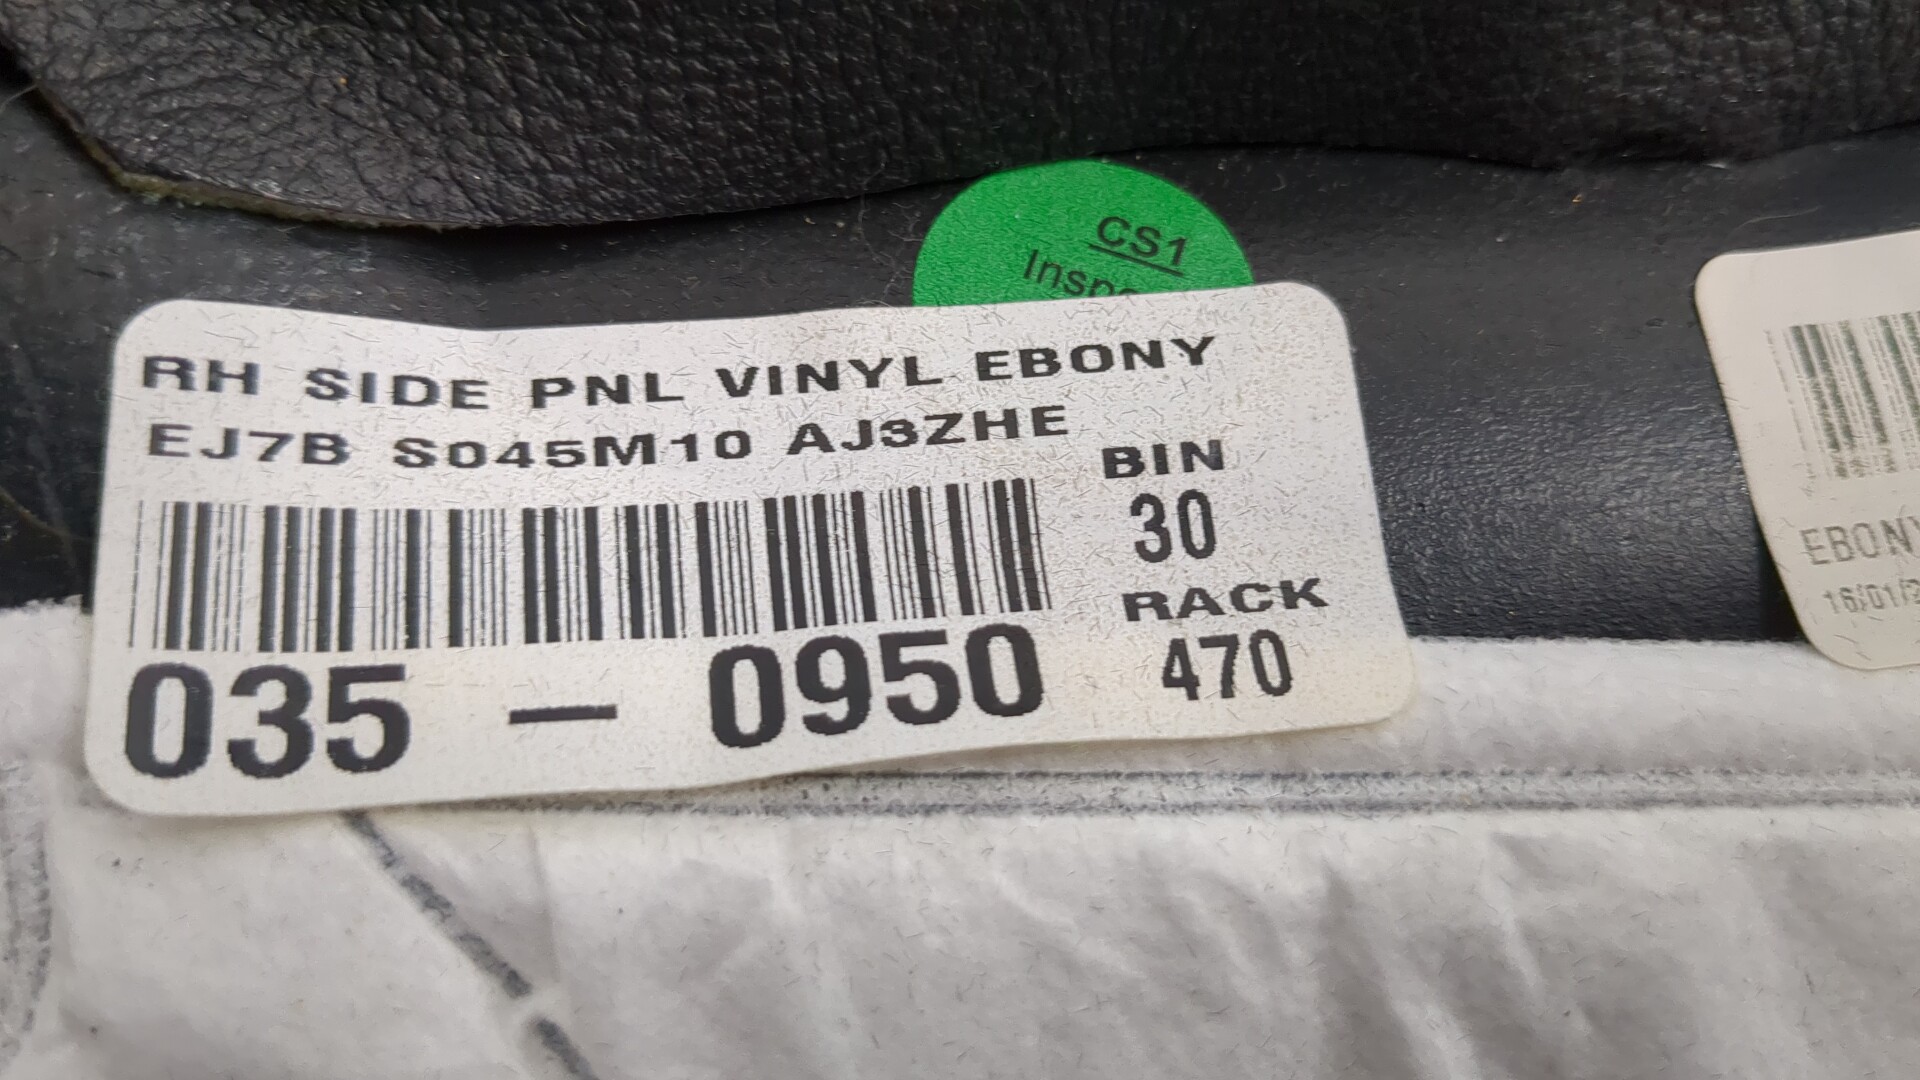 CS1
RH SIDE PNL VINYL EBONY
EJ7B S045M10 AJ3ZHE
BIN
30
RACK
470
035 - 0950
EBONY